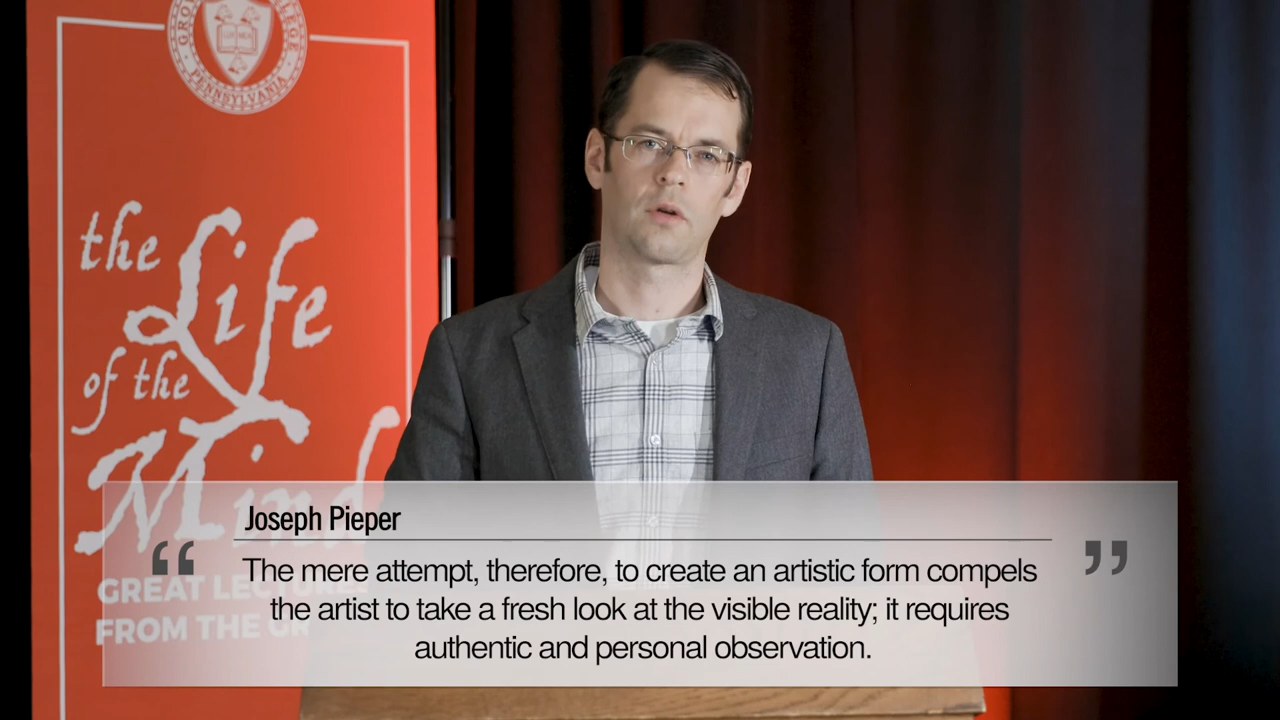 PENNSYLVANIA
the Life
of the
Mind
GREAT LECTURES
FROM THE
Joseph Pieper
“ The mere attempt, therefore, to create an artistic form compels ”
the artist to take a fresh look at the visible reality; it requires
authentic and personal observation.